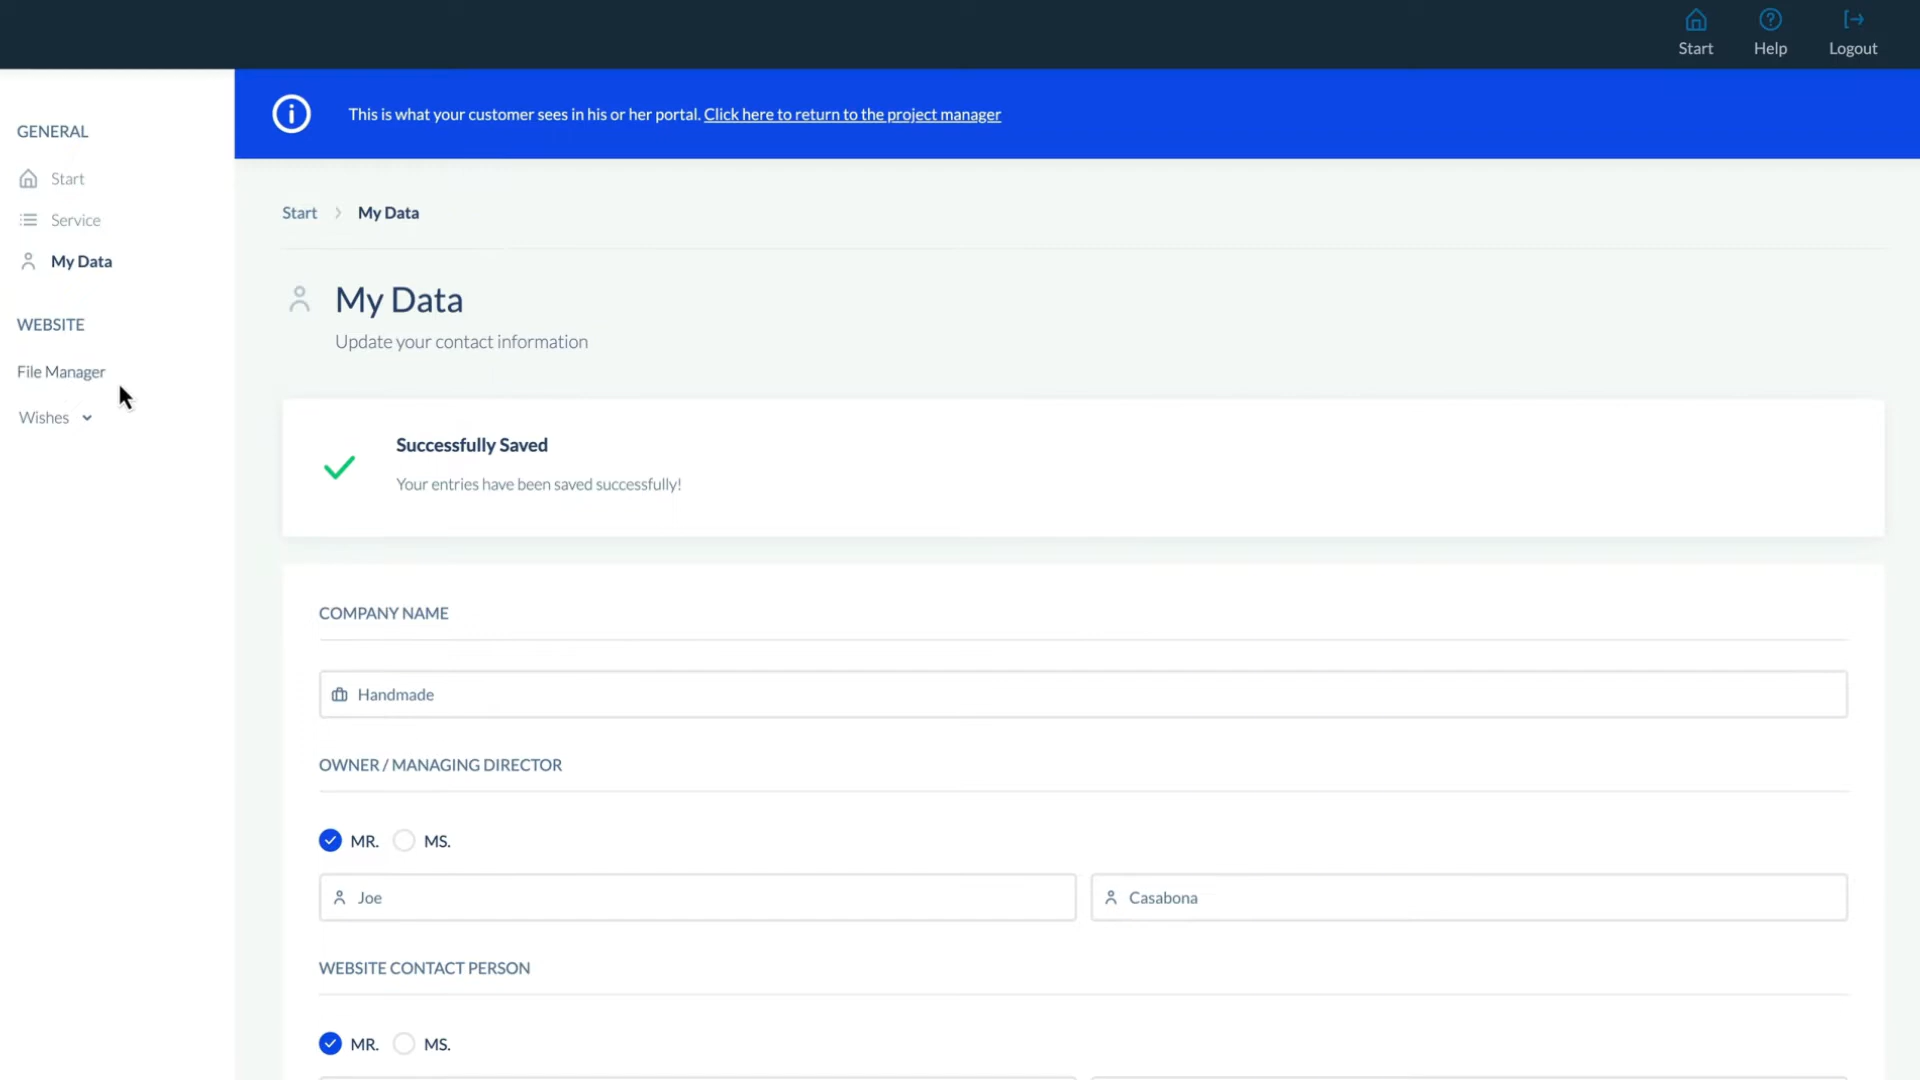 Start
Help
Logout
This is what your customer sees in his or her portal. Click here to return to the project manager
GENERAL
Start
Service
My Data
WEBSITE
File Manager
Wishes
Start
My Data
My Data
Update your contact information
Successfully Saved
Your entries have been saved successfully!
COMPANY NAME
Handmade
OWNER / MANAGING DIRECTOR
MR. MS.
Joe
Casabona
WEBSITE CONTACT PERSON
MR. MS.